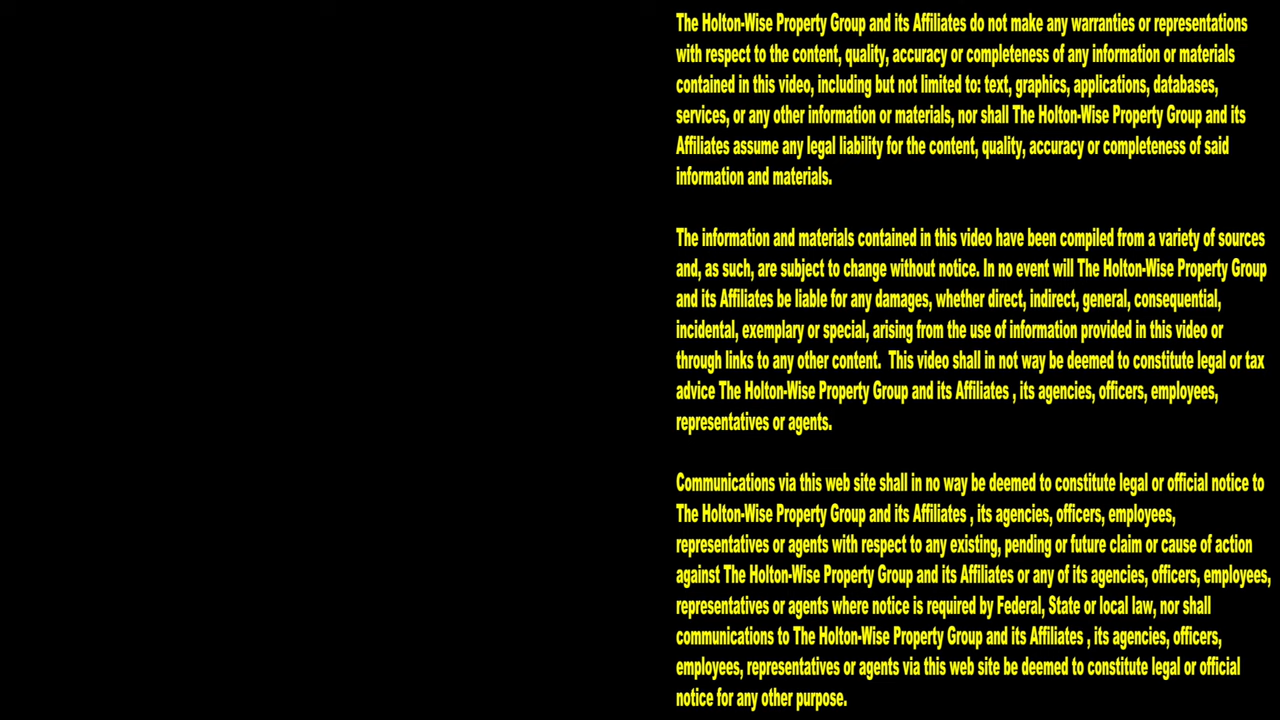 The Holton-Wise Property Group and its Affiliates do not make any warranties or representations
with respect to the content, quality, accuracy or completeness of any information or materials
contained in this video, including but not limited to: text, graphics, applications, databases,
services, or any other information or materials, nor shall The Holton-Wise Property Group and its
Affiliates assume any legal liability for the content, quality, accuracy or completeness of said
information and materials.

The information and materials contained in this video have been compiled from a variety of sources
and, as such, are subject to change without notice. In no event will The Holton-Wise Property Group
and its Affiliates be liable for any damages, whether direct, indirect, general, consequential,
incidental, exemplary or special, arising from the use of information provided in this video or
through links to any other content.  This video shall in not way be deemed to constitute legal or tax
advice The Holton-Wise Property Group and its Affiliates , its agencies, officers, employees,
representatives or agents.

Communications via this web site shall in no way be deemed to constitute legal or official notice to
The Holton-Wise Property Group and its Affiliates , its agencies, officers, employees,
representatives or agents with respect to any existing, pending or future claim or cause of action
against The Holton-Wise Property Group and its Affiliates or any of its agencies, officers, employees,
representatives or agents where notice is required by Federal, State or local law, nor shall
communications to The Holton-Wise Property Group and its Affiliates , its agencies, officers,
employees, representatives or agents via this web site be deemed to constitute legal or official
notice for any other purpose.